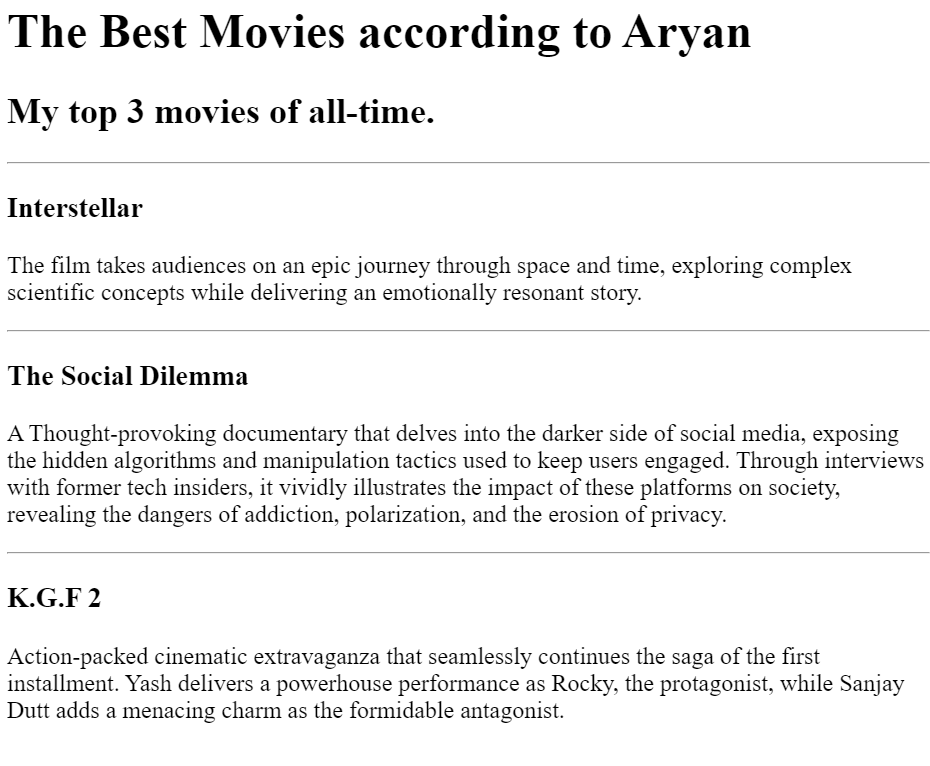 The Best Movies according to Aryan
My top 3 movies of all-time.
Interstellar
The film takes audiences on an epic journey through space and time, exploring complex
scientific concepts while delivering an emotionally resonant story.
The Social Dilemma
A Thought-provoking documentary that delves into the darker side of social media, exposing
the hidden algorithms and manipulation tactics used to keep users engaged. Through interviews
with former tech insiders, it vividly illustrates the impact of these platforms on society,
revealing the dangers of addiction, polarization, and the erosion of privacy.
K.G.F 2
Action-packed cinematic extravaganza that seamlessly continues the saga of the first
installment. Yash delivers a powerhouse performance as Rocky, the protagonist, while Sanjay
Dutt adds a menacing charm as the formidable antagonist.